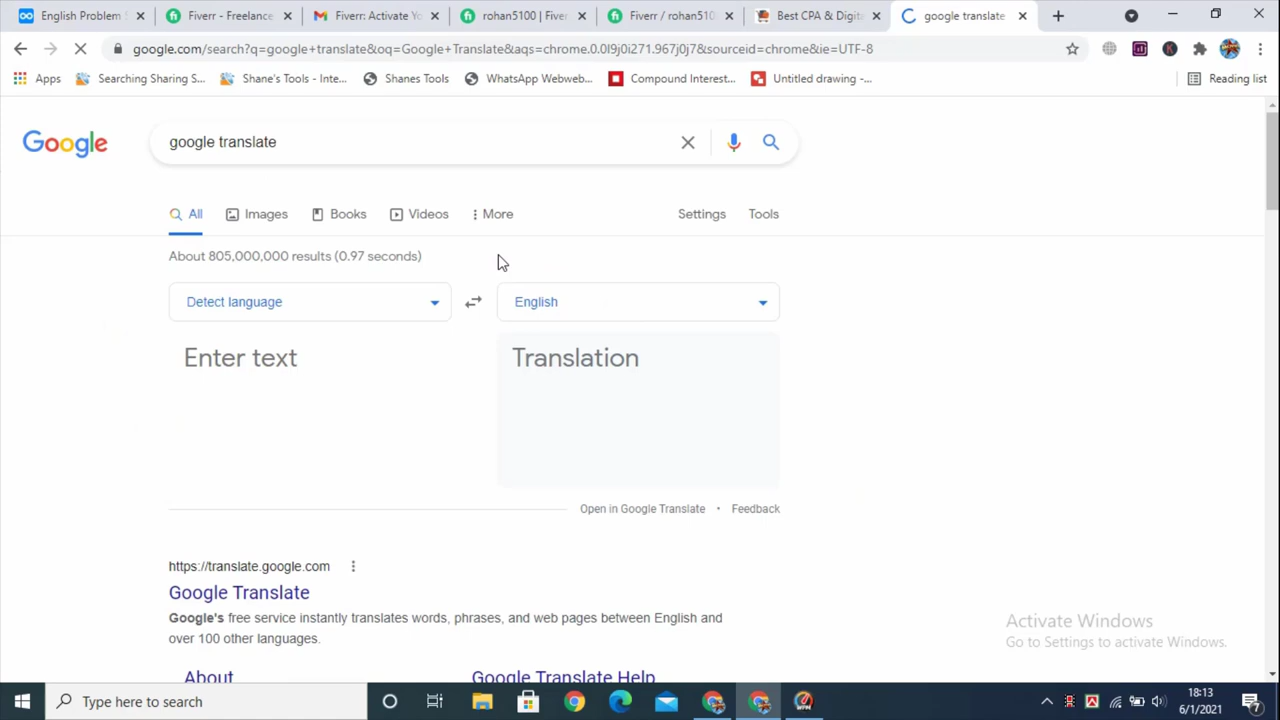 English Problem S
Fiverr - Freelance
Fiverr: Activate Yo
rohan5100 | Fiverr
Fiverr / rohan5100
Best CPA & Digita
google translate
google.com/search?q=google+translate&oq=Google+Translate&aqs=chrome.0.0l9j0i271.967j0j7&sourceid=chrome&ie=UTF-8
Apps
Searching Sharing S...
Shane's Tools - Inte...
Shanes Tools
WhatsApp Webweb...
Compound Interest...
Untitled drawing -...
Reading list
Google
google translate
All
Images
Books
Videos
More
Settings
Tools
About 805,000,000 results (0.97 seconds)
Detect language
English
Enter text
Translation
Open in Google Translate • Feedback
https://translate.google.com
Google Translate
Google's free service instantly translates words, phrases, and web pages between English and
over 100 other languages.
About
Google Translate Help
Activate Windows
Go to Settings to activate Windows.
Type here to search
18:13
6/1/2021
7